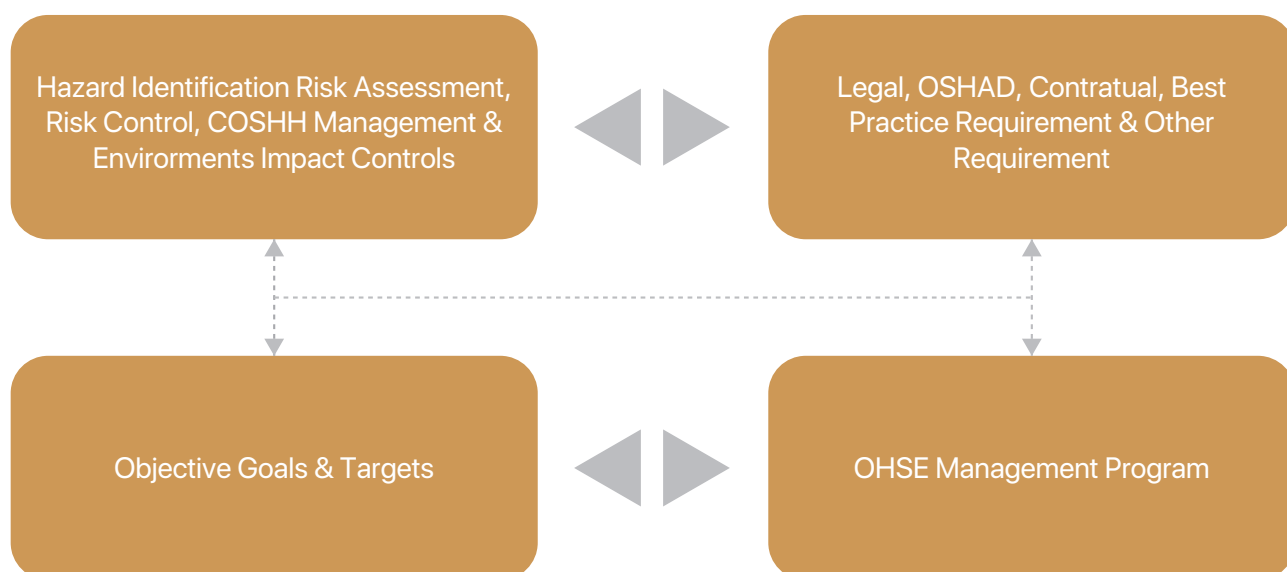 Hazard Identification Risk Assessment,
Risk Control, COSHH Management &
Envirorments Impact Controls
Legal, OSHAD, Contratual, Best
Practice Requirement & Other
Requirement
Objective Goals & Targets
OHSE Management Program